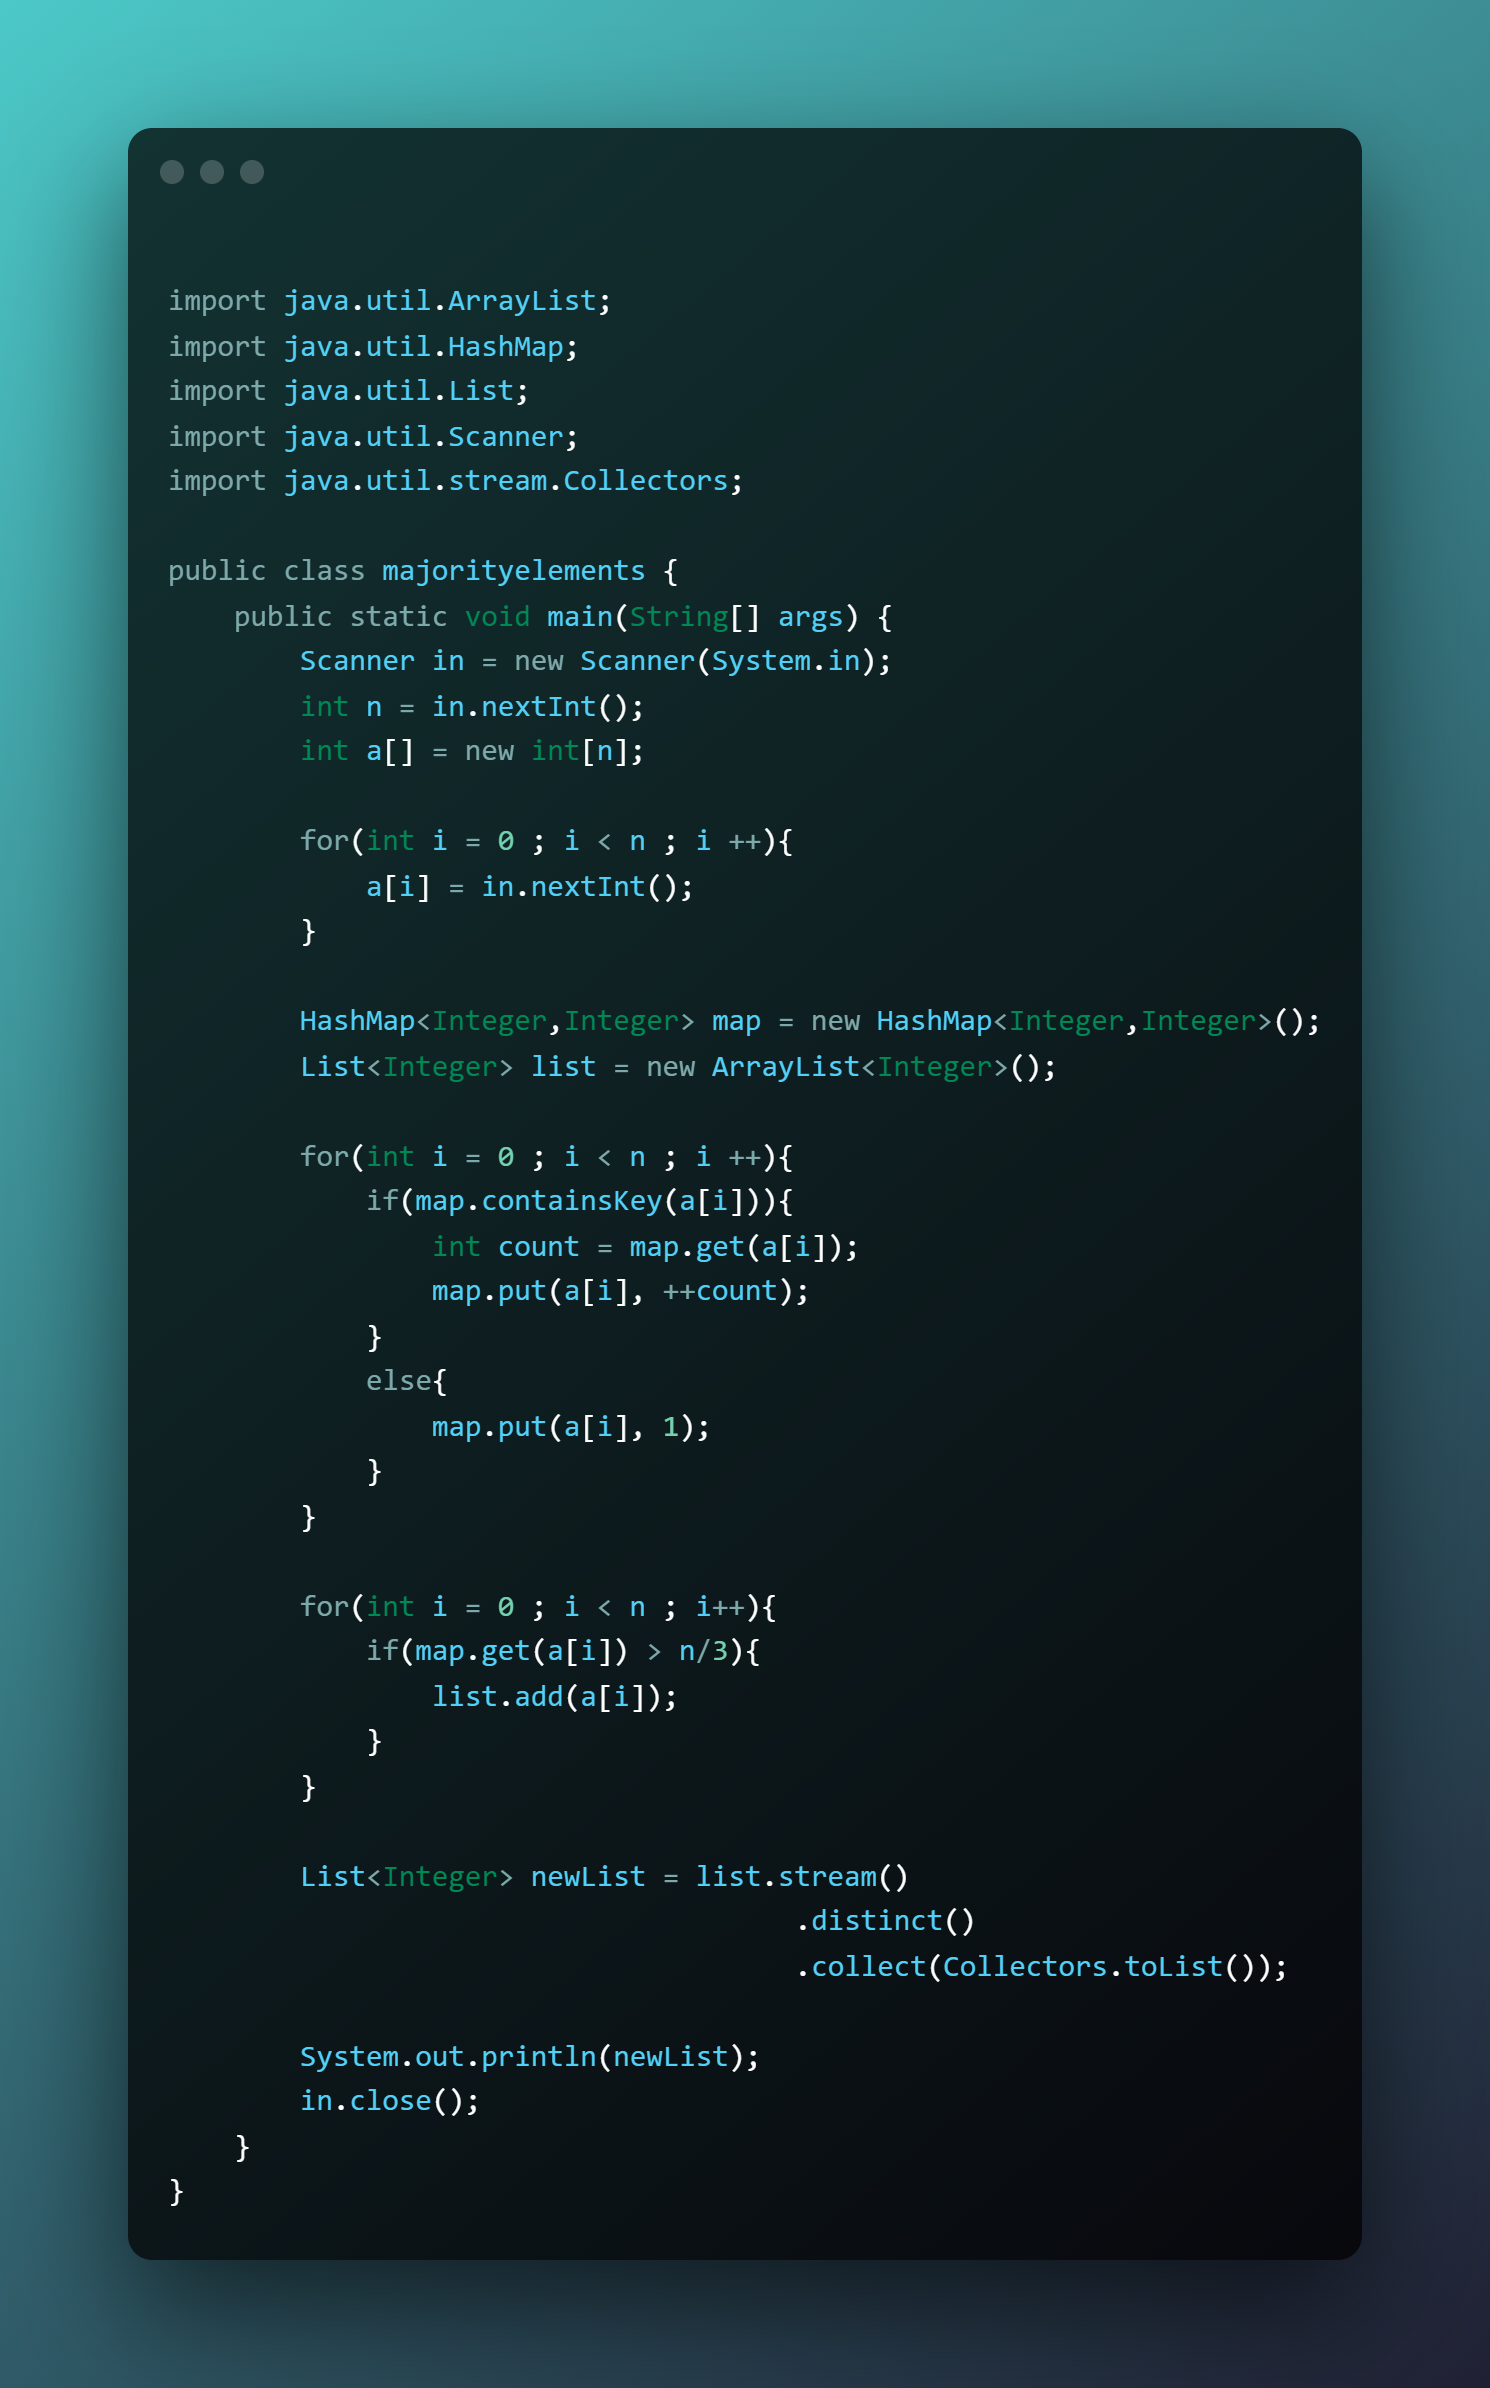 import java.util.ArrayList;
import java.util.HashMap;
import java.util.List;
import java.util.Scanner;
import java.util.stream.Collectors;

public class majorityelements {
    public static void main(String[] args) {
        Scanner in = new Scanner(System.in);
        int n = in.nextInt();
        int a[] = new int[n];

        for(int i = 0 ; i < n ; i ++){
            a[i] = in.nextInt();
        }

        HashMap<Integer,Integer> map = new HashMap<Integer,Integer>();
        List<Integer> list = new ArrayList<Integer>();

        for(int i = 0 ; i < n ; i ++){
            if(map.containsKey(a[i])){
                int count = map.get(a[i]);
                map.put(a[i], ++count);
            }
            else{
                map.put(a[i], 1);
            }
        }

        for(int i = 0 ; i < n ; i++){
            if(map.get(a[i]) > n/3){
                list.add(a[i]);
            }
        }

        List<Integer> newList = list.stream()
                                      .distinct()
                                      .collect(Collectors.toList());

        System.out.println(newList);
        in.close();
    }
}